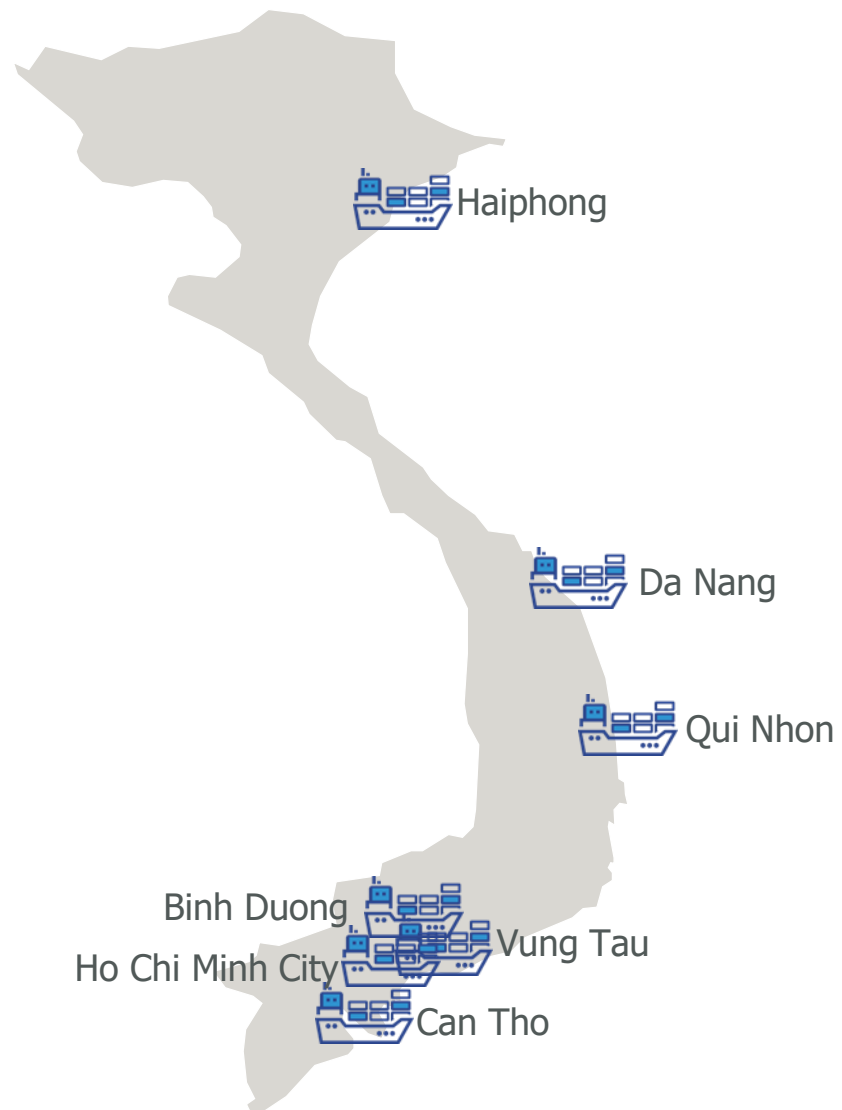 Haiphong
Da Nang
Qui Nhon
Binh Duong
Vung Tau
Ho Chi Minh City
Can Tho